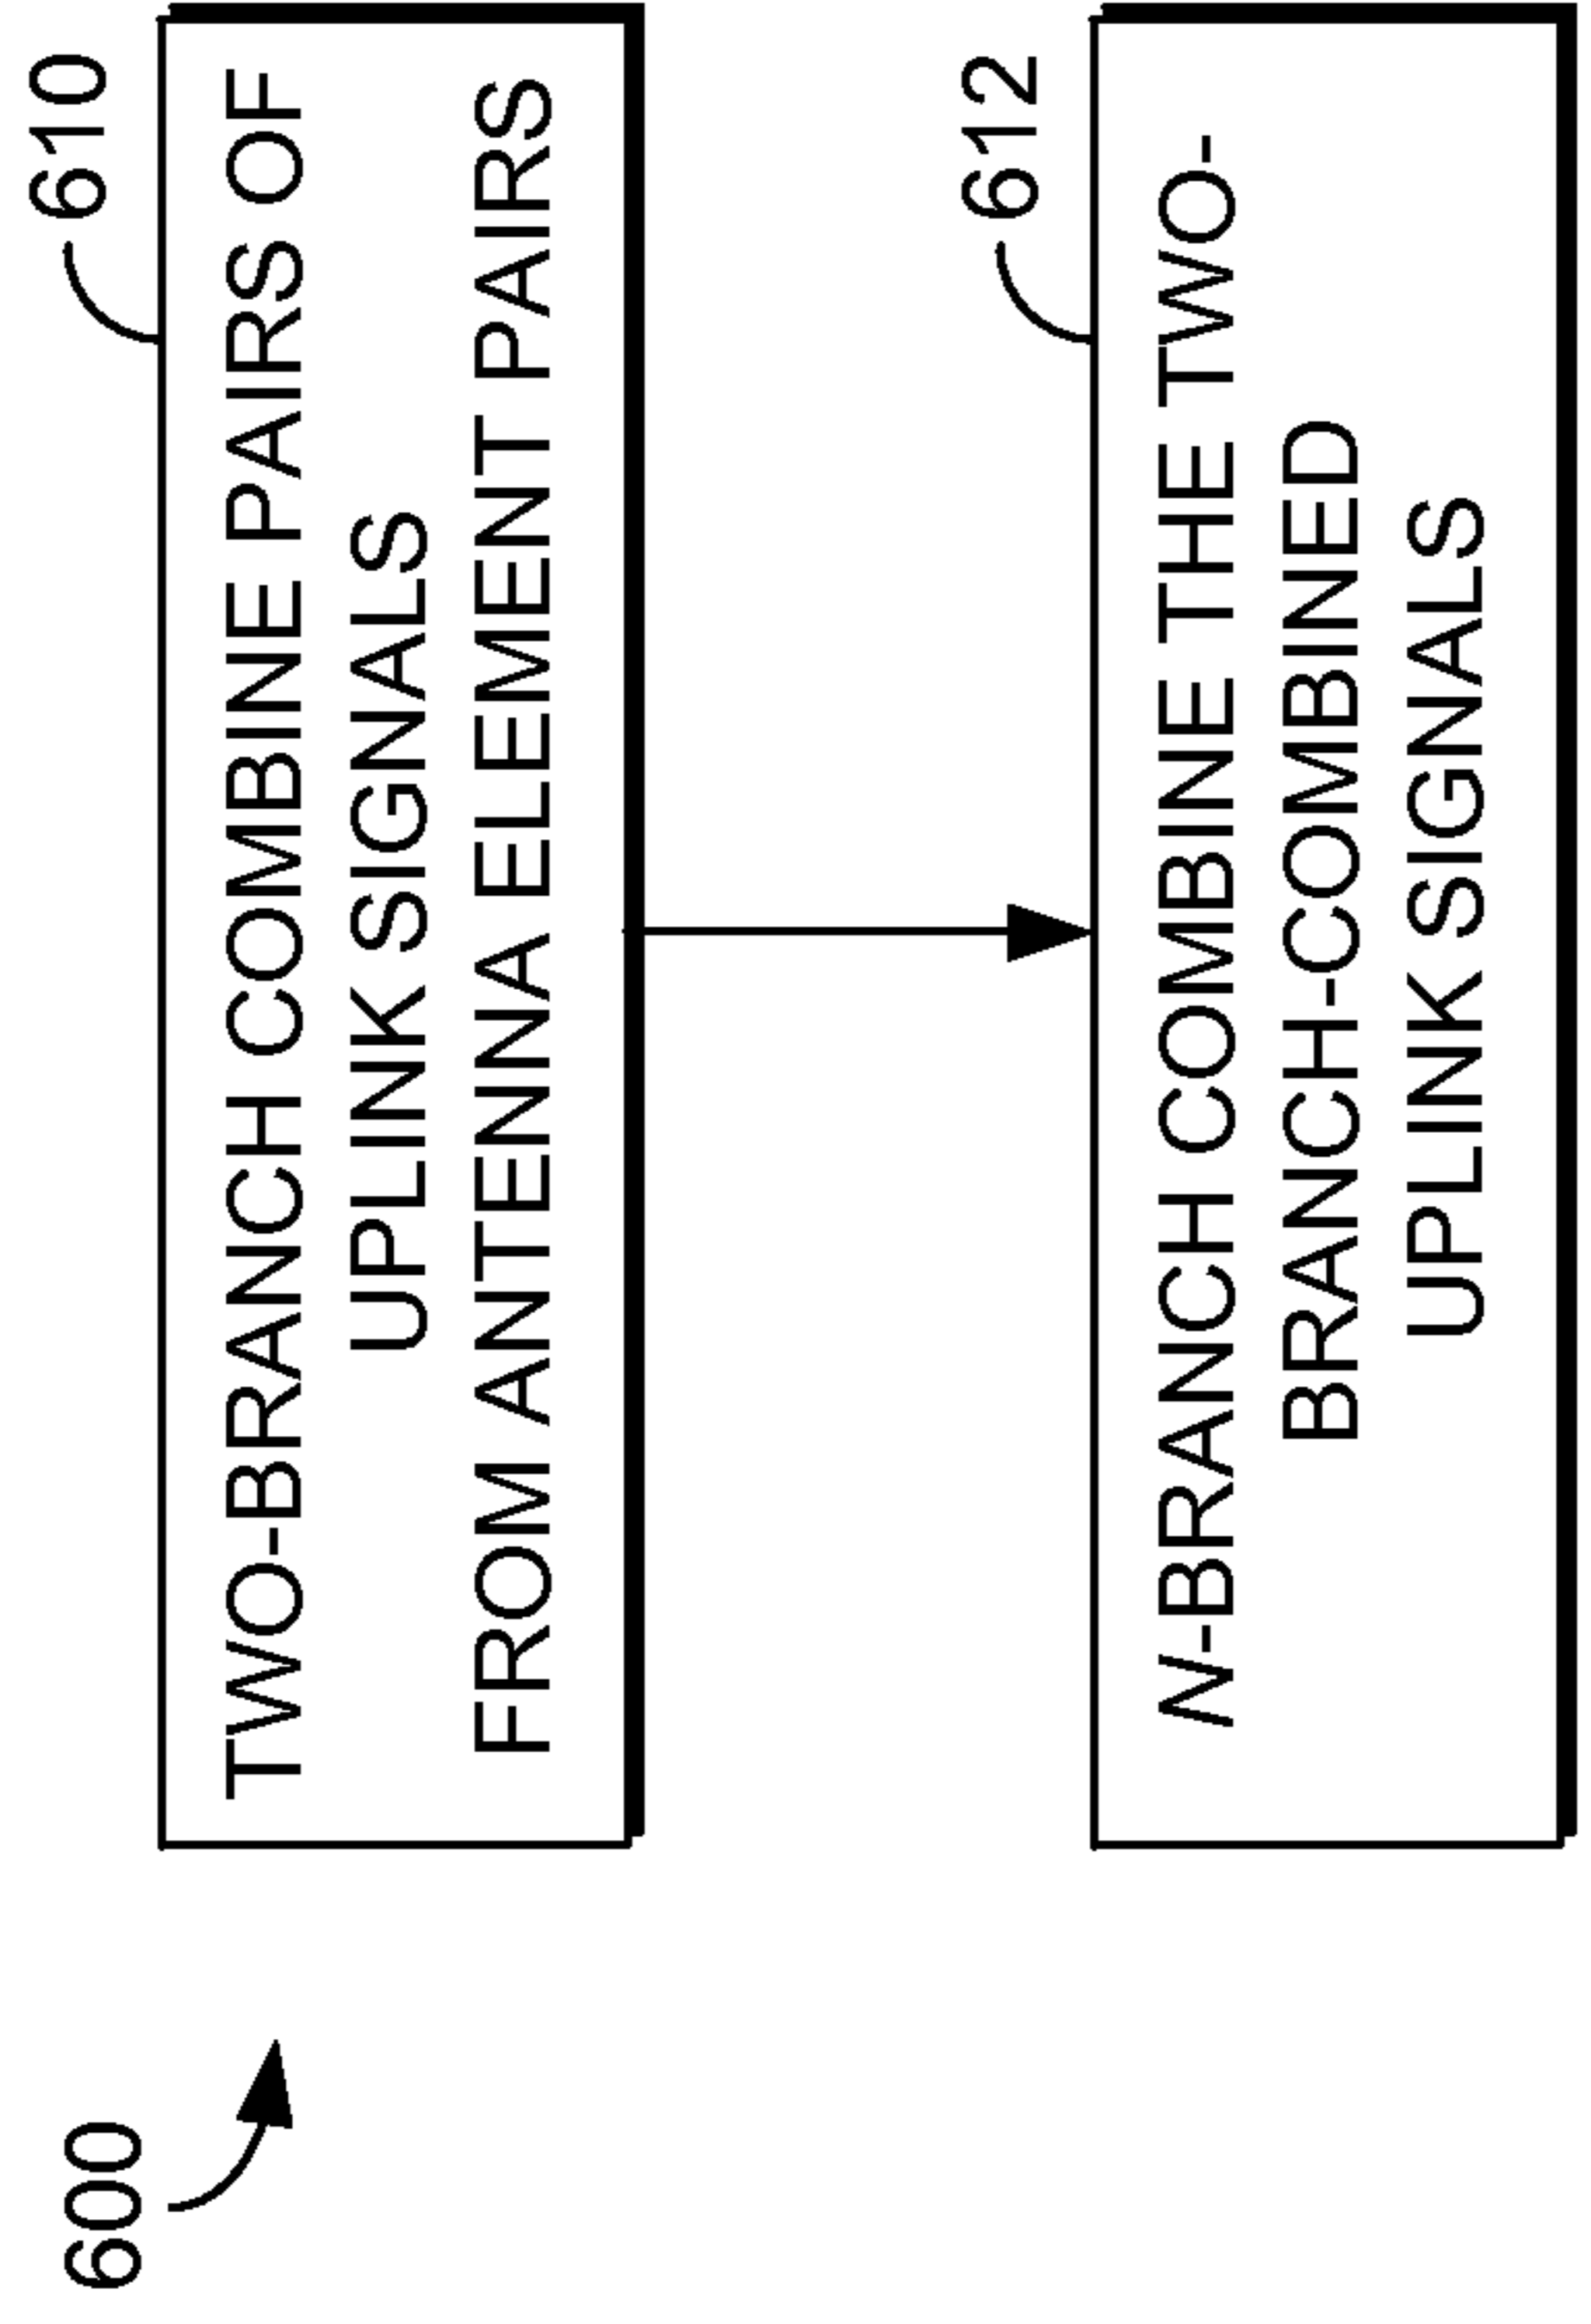 600
610
TWO-BRANCH COMBINE PAIRS OF
UPLINK SIGNALS
FROM ANTENNA ELEMENT PAIRS
612
N-BRANCH COMBINE THE TWO-
BRANCH-COMBINED
UPLINK SIGNALS